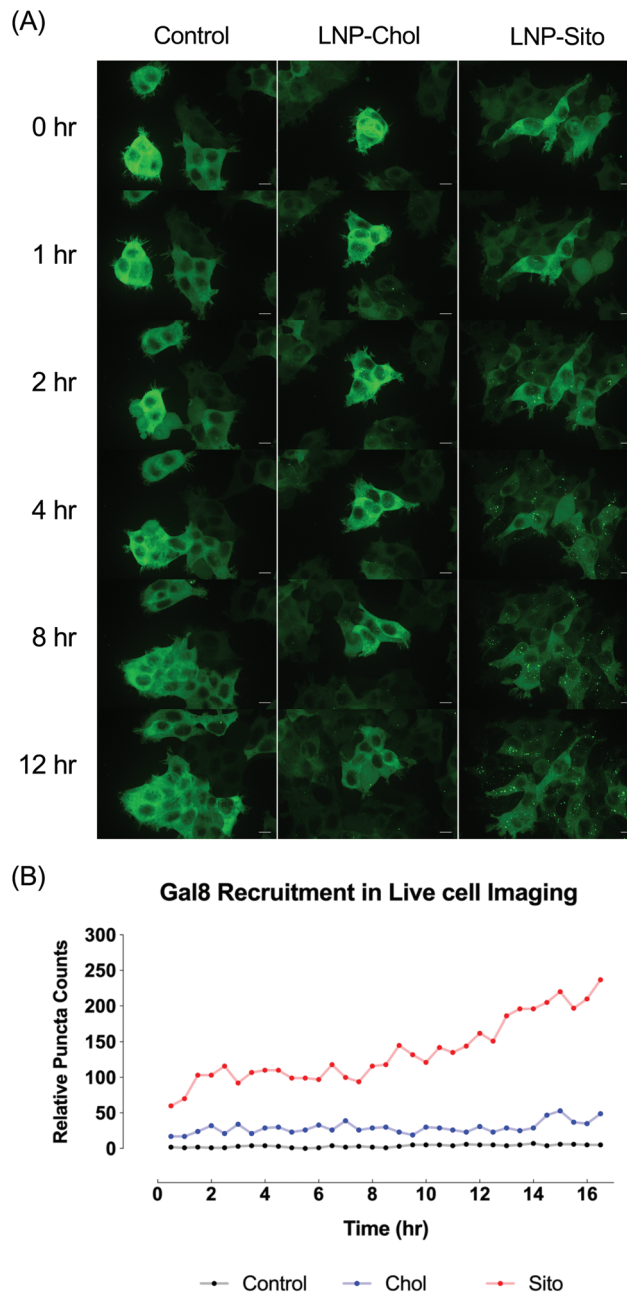 (A)
Control LNP-Chol LNP-Sito
0 hr
1 hr
2 hr
4 hr
8 hr
12 hr
(B)
Gal8 Recruitment in Live cell Imaging
Relative Puncta Counts
300
250
200
150
100
50
0
0 2 4 6 8 10 12 14 16
Time (hr)
Control Chol Sito